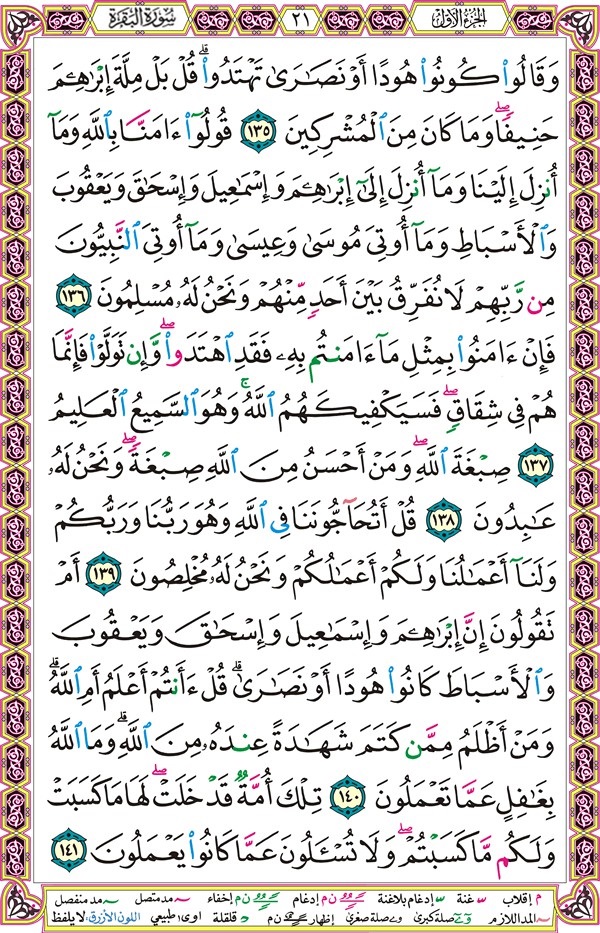 سُورَةُ البَقَرَةِ ٢١ الجُزءُ الأَوَّلُ
وَقَالُوا۟ كُونُوا۟ هُودًا أَوْ نَصَـٰرَىٰ تَهْتَدُوا۟ ۗ قُلْ بَلْ مِلَّةَ إِبْرَٰهِـۧمَ
حَنِيفًا ۖ وَمَا كَانَ مِنَ ٱلْمُشْرِكِينَ ١٣٥ قُولُوٓا۟ ءَامَنَّا بِٱللَّهِ وَمَآ
أُنزِلَ إِلَيْنَا وَمَآ أُنزِلَ إِلَىٰٓ إِبْرَٰهِـۧمَ وَإِسْمَـٰعِيلَ وَإِسْحَـٰقَ وَيَعْقُوبَ
وَٱلْأَسْبَاطِ وَمَآ أُوتِىَ مُوسَىٰ وَعِيسَىٰ وَمَآ أُوتِىَ ٱلنَّبِيُّونَ
مِن رَّبِّهِمْ لَا نُفَرِّقُ بَيْنَ أَحَدٍ مِّنْهُمْ وَنَحْنُ لَهُۥ مُسْلِمُونَ ١٣٦
فَإِنْ ءَامَنُوا۟ بِمِثْلِ مَآ ءَامَنتُم بِهِۦ فَقَدِ ٱهْتَدَوا۟ ۖ وَّإِن تَوَلَّوْا۟ فَإِنَّمَا
هُمْ فِى شِقَاقٍ ۖ فَسَيَكْفِيكَهُمُ ٱللَّهُ ۚ وَهُوَ ٱلسَّمِيعُ ٱلْعَلِيمُ
١٣٧ صِبْغَةَ ٱللَّهِ ۖ وَمَنْ أَحْسَنُ مِنَ ٱللَّهِ صِبْغَةً ۖ وَنَحْنُ لَهُۥ
عَـٰبِدُونَ ١٣٨ قُلْ أَتُحَآجُّونَنَا فِى ٱللَّهِ وَهُوَ رَبُّنَا وَرَبُّكُمْ
وَلَنَآ أَعْمَـٰلُنَا وَلَكُمْ أَعْمَـٰلُكُمْ وَنَحْنُ لَهُۥ مُخْلِصُونَ ١٣٩ أَمْ
تَقُولُونَ إِنَّ إِبْرَٰهِـۧمَ وَإِسْمَـٰعِيلَ وَإِسْحَـٰقَ وَيَعْقُوبَ
وَٱلْأَسْبَاطَ كَانُوا۟ هُودًا أَوْ نَصَـٰرَىٰ ۗ قُلْ ءَأَنتُمْ أَعْلَمُ أَمِ ٱللَّهُ ۗ
وَمَنْ أَظْلَمُ مِمَّن كَتَمَ شَهَـٰدَةً عِندَهُۥ مِنَ ٱللَّهِ ۗ وَمَا ٱللَّهُ
بِغَـٰفِلٍ عَمَّا تَعْمَلُونَ ١٤٠ تِلْكَ أُمَّةٌ قَدْ خَلَتْ ۖ لَهَا مَا كَسَبَتْ
وَلَكُم مَّا كَسَبْتُمْ ۖ وَلَا تُسْـَٔلُونَ عَمَّا كَانُوا۟ يَعْمَلُونَ ١٤١
م إقلاب غنة إدغام بلاغنة ن م إدغام ن م إخفاء مد متصل مد منفصل
المد اللازم صلة كبرى صلة صغرى إظهار ن م قلقلة اوى طبيعي اللون الأزرق: لا يلفظ